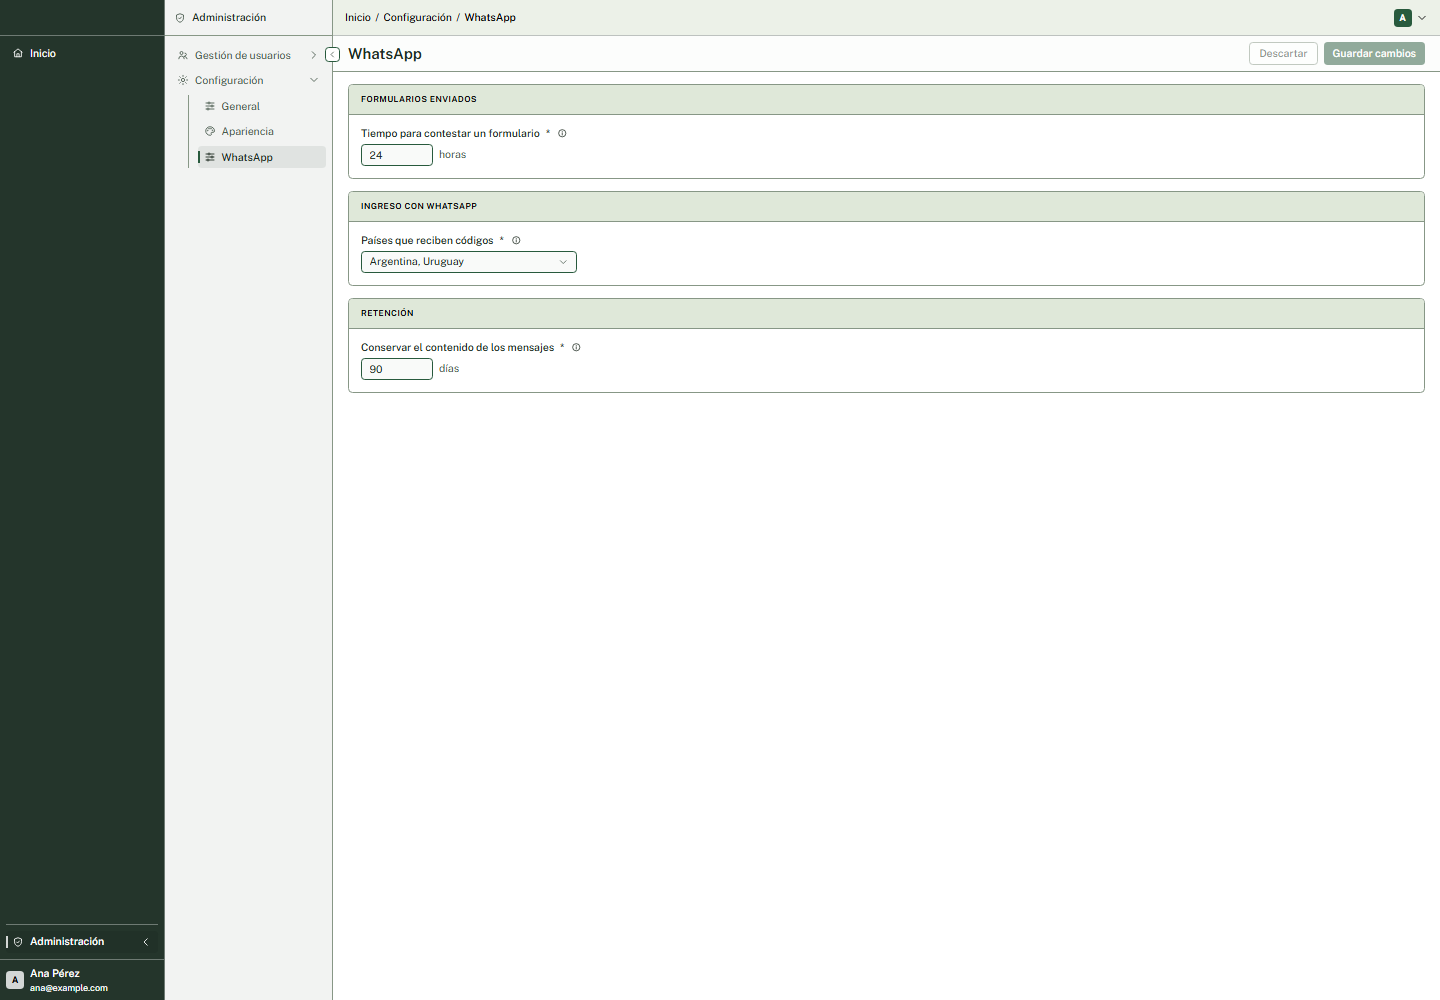 Administración
Inicio / Configuración / WhatsApp
A
Inicio
Gestión de usuarios
Configuración
General
Apariencia
WhatsApp
WhatsApp
Descartar
Guardar cambios
FORMULARIOS ENVIADOS
Tiempo para contestar un formulario *
24 horas
INGRESO CON WHATSAPP
Países que reciben códigos *
Argentina, Uruguay
RETENCIÓN
Conservar el contenido de los mensajes *
90 días
Administración
A
Ana Pérez
ana@example.com